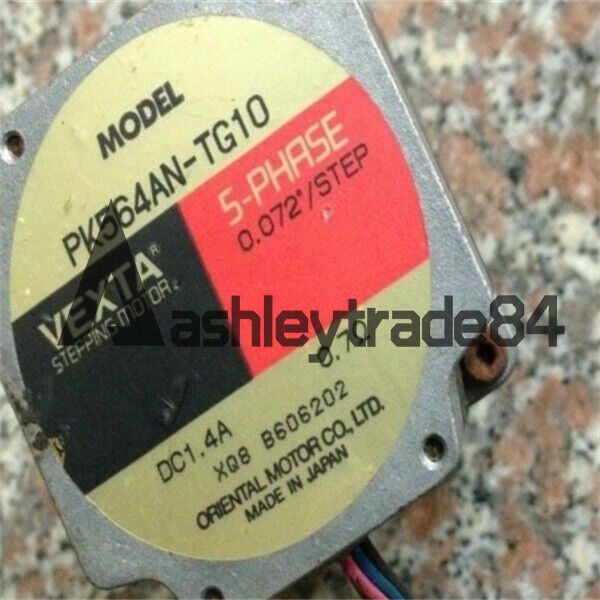 MODEL
PK564AN-TG10
5-PHASE
0.072°/STEP
VEXTA®
STEPPING MOTOR
ashleytrade84
DC1.4A
XQ8 B606202
ORIENTAL MOTOR CO., LTD.
MADE IN JAPAN